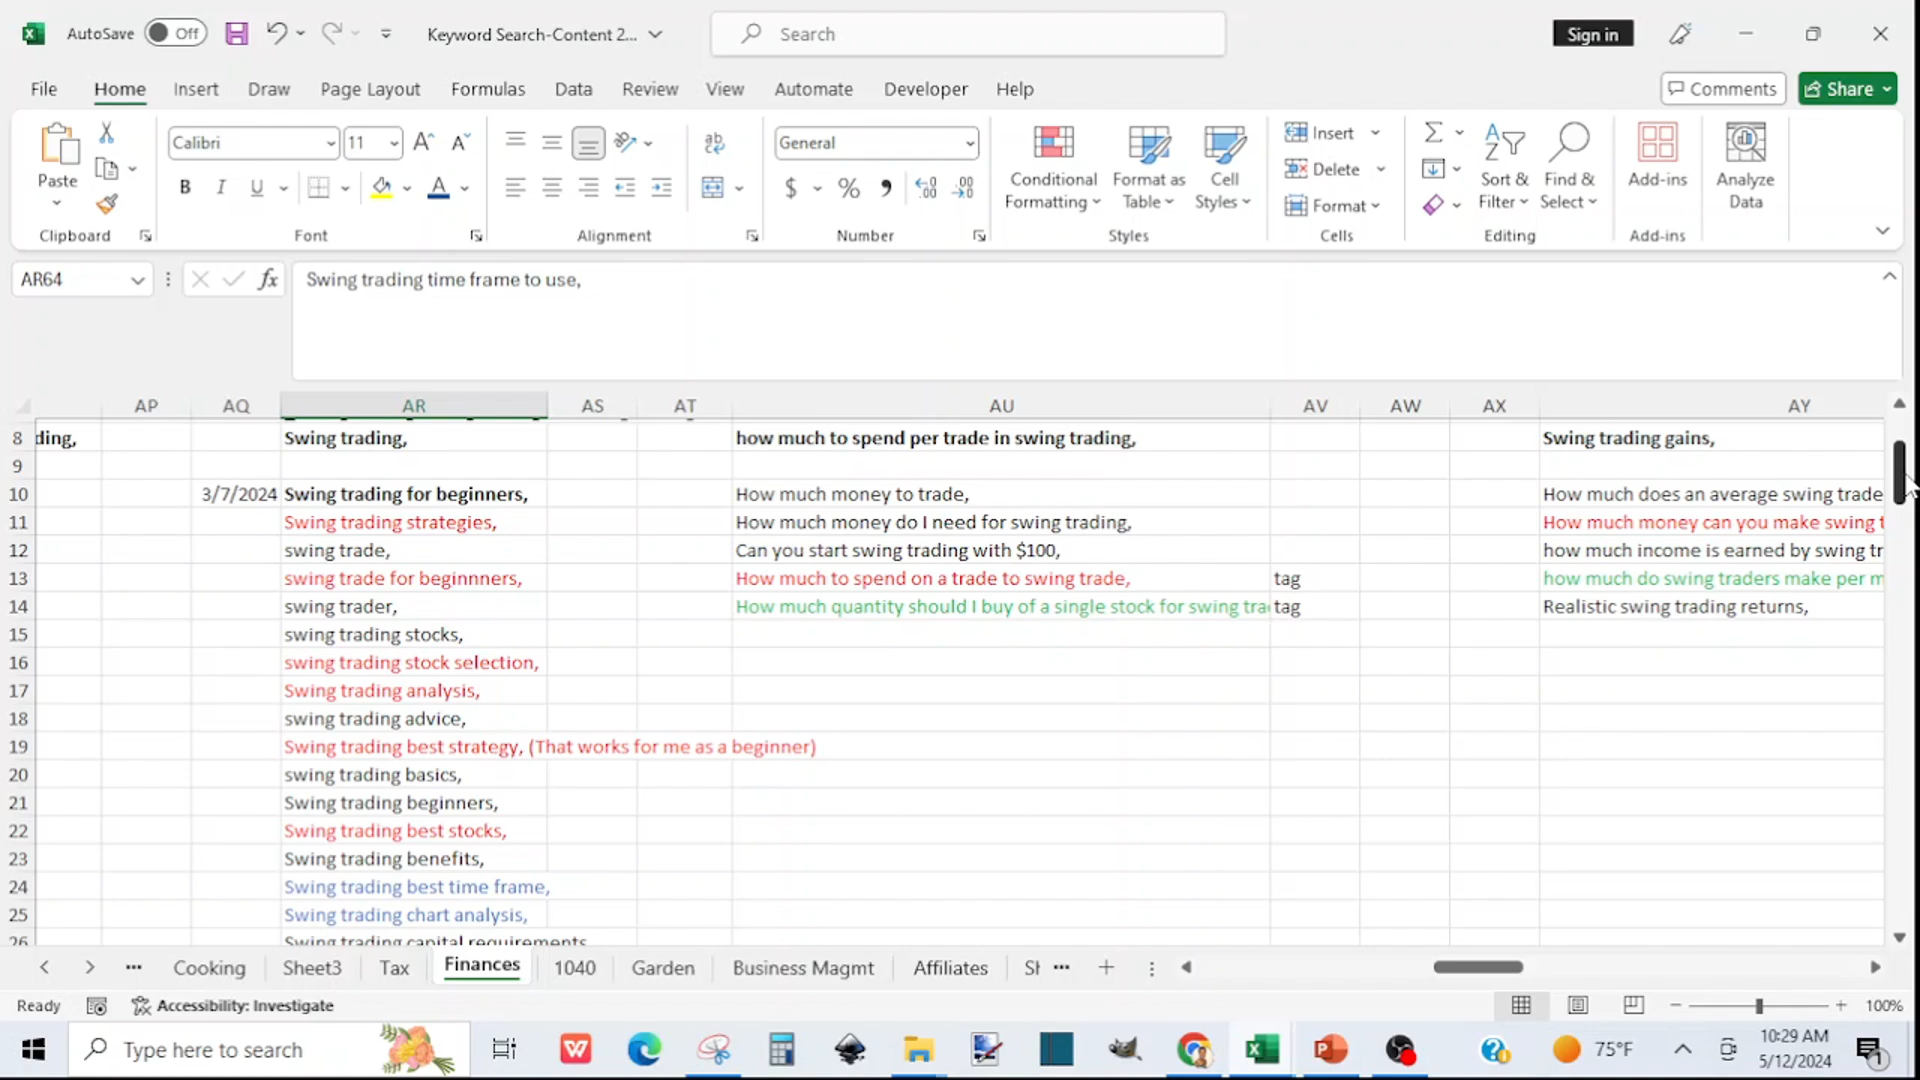 AutoSave Off Keyword Search-Content 2... Search Sign in
File Home Insert Draw Page Layout Formulas Data Review View Automate Developer Help Comments Share
Paste
Calibri 11
General
Conditional Formatting
Format as Table
Cell Styles
Insert
Delete
Format
Sort & Filter
Find & Select
Add-ins
Analyze Data
Clipboard Font Alignment Number Styles Cells Editing Add-ins
AR64 fx Swing trading time frame to use,
AP AQ AR AS AT AU AV AW AX AY
8 ding, Swing trading, how much to spend per trade in swing trading, Swing trading gains,
9
10 3/7/2024 Swing trading for beginners, How much money to trade, How much does an average swing trade
11 Swing trading strategies, How much money do I need for swing trading, How much money can you make swing t
12 swing trade, Can you start swing trading with $100, how much income is earned by swing tr
13 swing trade for beginnners, How much to spend on a trade to swing trade, tag how much do swing traders make per m
14 swing trader, How much quantity should I buy of a single stock for swing tra tag Realistic swing trading returns,
15 swing trading stocks,
16 swing trading stock selection,
17 Swing trading analysis,
18 swing trading advice,
19 Swing trading best strategy, (That works for me as a beginner)
20 swing trading basics,
21 Swing trading beginners,
22 Swing trading best stocks,
23 Swing trading benefits,
24 Swing trading best time frame,
25 Swing trading chart analysis,
26 Swing trading capital requirements
... Cooking Sheet3 Tax Finances 1040 Garden Business Magmt Affiliates Sh ...
Ready Accessibility: Investigate 100%
Type here to search 75°F 10:29 AM
5/12/2024